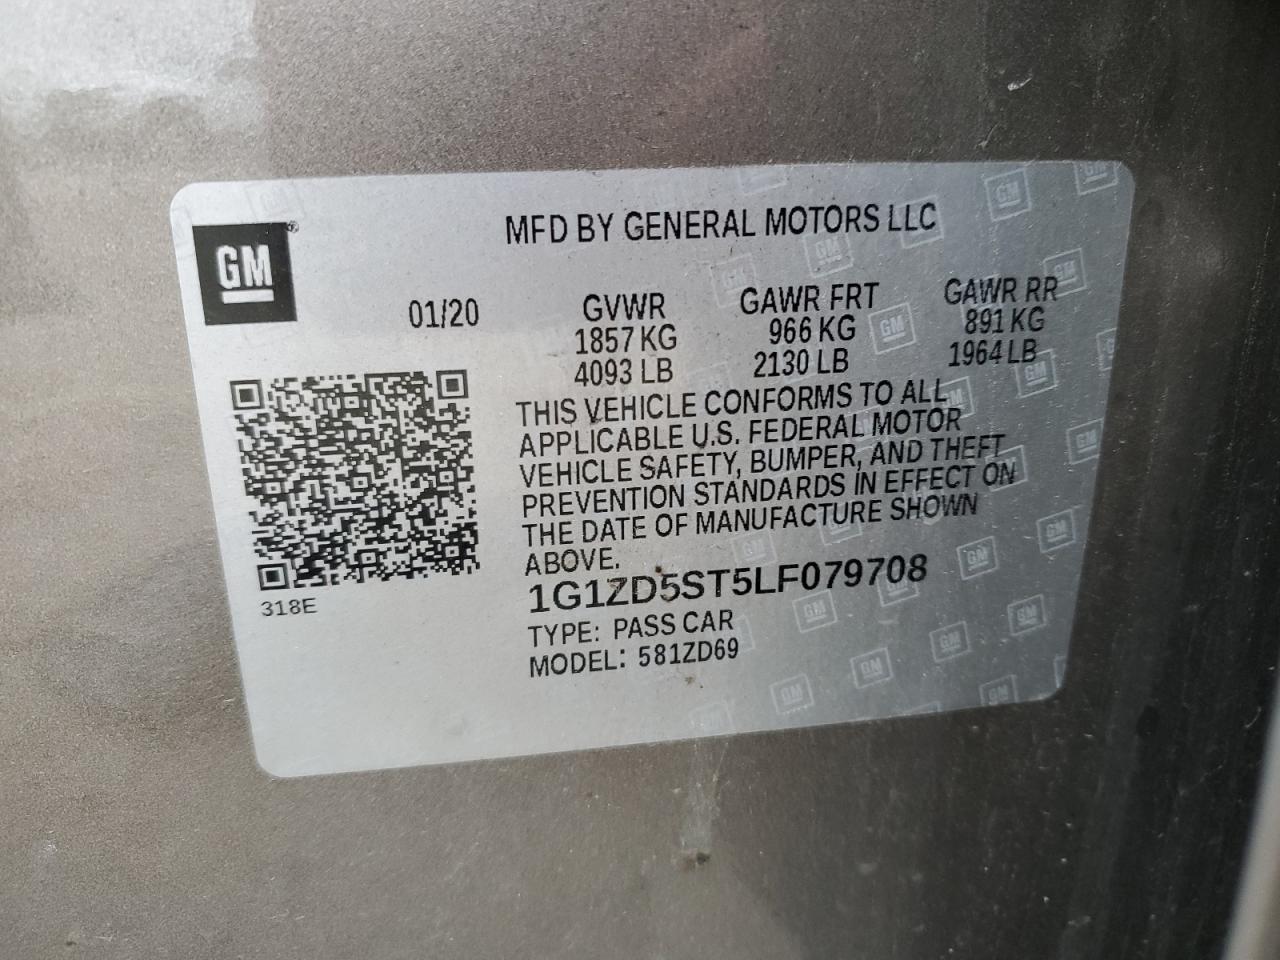 GM
MFD BY GENERAL MOTORS LLC
01/20
GVWR
1857 KG
4093 LB
GAWR FRT
966 KG
2130 LB
GAWR RR
891 KG
1964 LB
THIS VEHICLE CONFORMS TO ALL
APPLICABLE U.S. FEDERAL MOTOR
VEHICLE SAFETY, BUMPER, AND THEFT
PREVENTION STANDARDS IN EFFECT ON
THE DATE OF MANUFACTURE SHOWN
ABOVE.
1G1ZD5ST5LF079708
TYPE: PASS CAR
MODEL: 581ZD69
318E